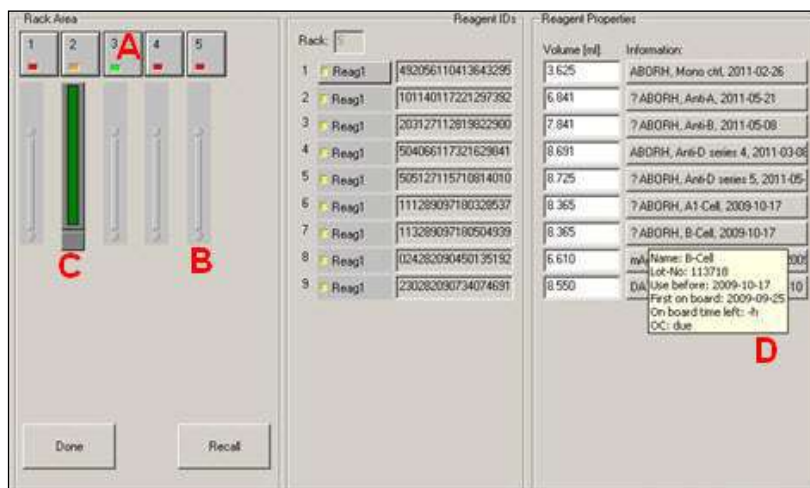 Rack Area
1 2 3 4 5
A
C
B
Done
Recall
Reagent IDs
Rack: 5
1 Reag1 492056110413643295
2 Reag1 101140117221297392
3 Reag1 203127112819822900
4 Reag1 504066117321629841
5 Reag1 505127115710814010
6 Reag1 111289097180328537
7 Reag1 113289097180504939
8 Reag1 024282090450135192
9 Reag1 230282090734074691
Reagent Properties
Volume [ml] Information:
3.625 ABORH, Mono ctrl, 2011-02-26
6.841 ? ABORH, Anti-A, 2011-05-21
7.841 ? ABORH, Anti-B, 2011-05-08
8.691 ABORH, Anti-D series 4, 2011-03-08
8.725 ? ABORH, Anti-D series 5, 2011-05-
8.365 ? ABORH, A1-Cell, 2009-10-17
8.365 ? ABORH, B-Cell, 2009-10-17
6.610
8.550 10
Name: B-Cell
Lot-No: 113718
Use before: 2009-10-17
First on board: 2009-09-25
On board time left: -h
QC: due
D